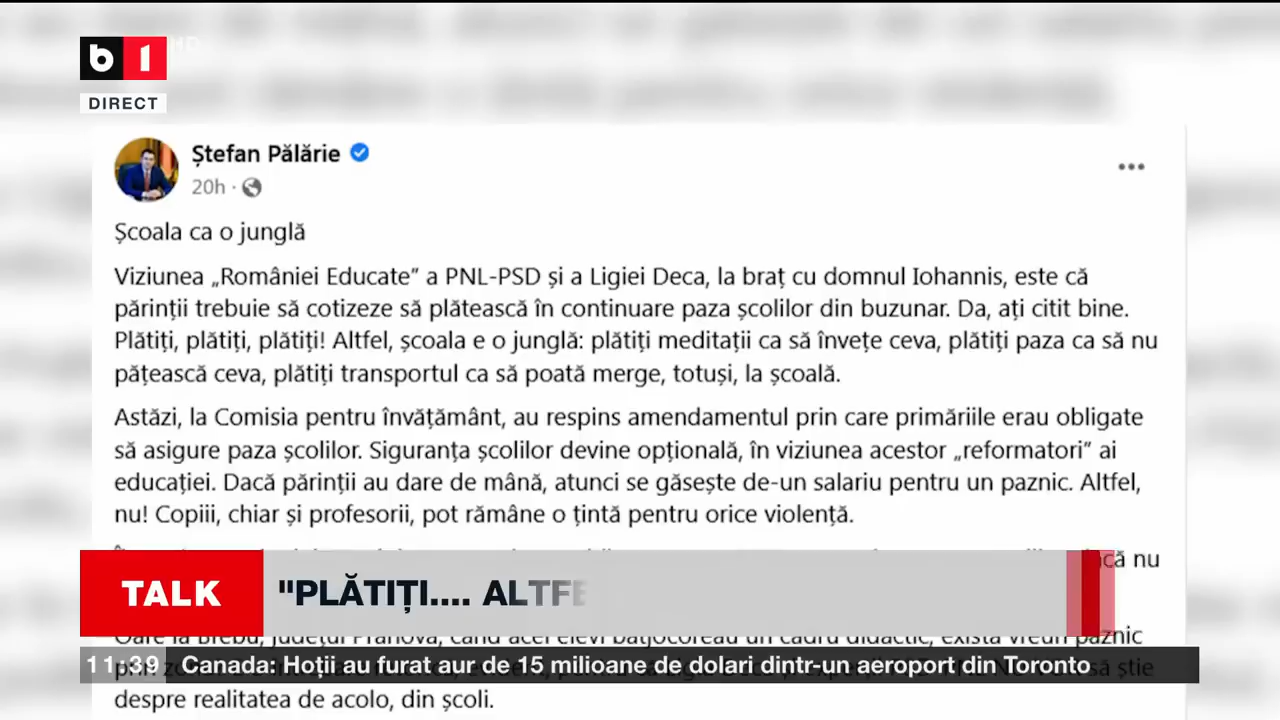 b 1
DIRECT
Ștefan Pălărie
20h ·
Școala ca o junglă
Viziunea „României Educate” a PNL-PSD și a Ligiei Deca, la braț cu domnul Iohannis, este că
părinții trebuie să cotizeze să plătească în continuare paza școlilor din buzunar. Da, ați citit bine.
Plătiți, plătiți, plătiți! Altfel, școala e o junglă: plătiți meditații ca să învețe ceva, plătiți paza ca să nu
pățească ceva, plătiți transportul ca să poată merge, totuși, la școală.
Astăzi, la Comisia pentru învățământ, au respins amendamentul prin care primăriile erau obligate
să asigure paza școlilor. Siguranța școlilor devine opțională, în viziunea acestor „reformatori” ai
educației. Dacă părinții au dare de mână, atunci se găsește de-un salariu pentru un paznic. Altfel,
nu! Copiii, chiar și profesorii, pot rămâne o țintă pentru orice violență.
nu
TALK "PLĂTIȚI.... ALTFE
Oare la Brebu, județul Prahova, când acei elevi batjocoreau un cadru didactic, exista vreun paznic
11:39 Canada: Hoții au furat aur de 15 milioane de dolari dintr-un aeroport din Toronto
să știe
despre realitatea de acolo, din școli.